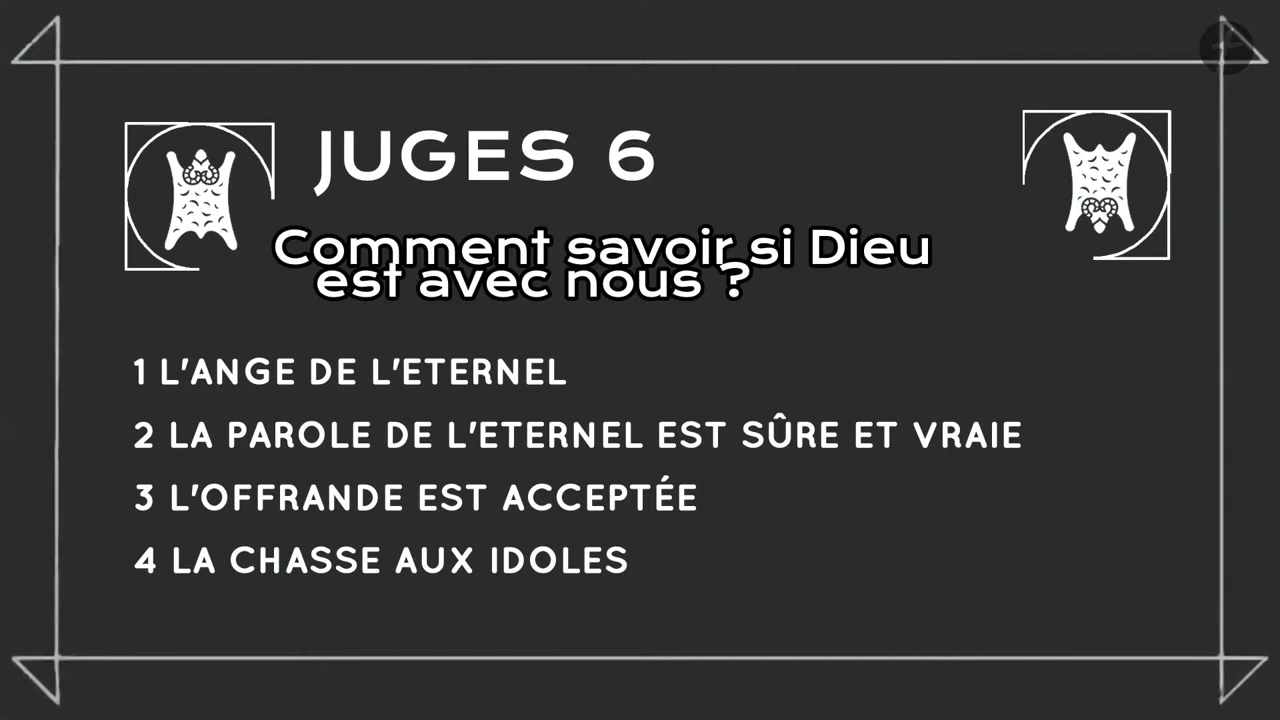 JUGES 6
Comment savoir si Dieu
est avec nous ?
1 L'ANGE DE L'ETERNEL
2 LA PAROLE DE L'ETERNEL EST SÛRE ET VRAIE
3 L'OFFRANDE EST ACCEPTÉE
4 LA CHASSE AUX IDOLES